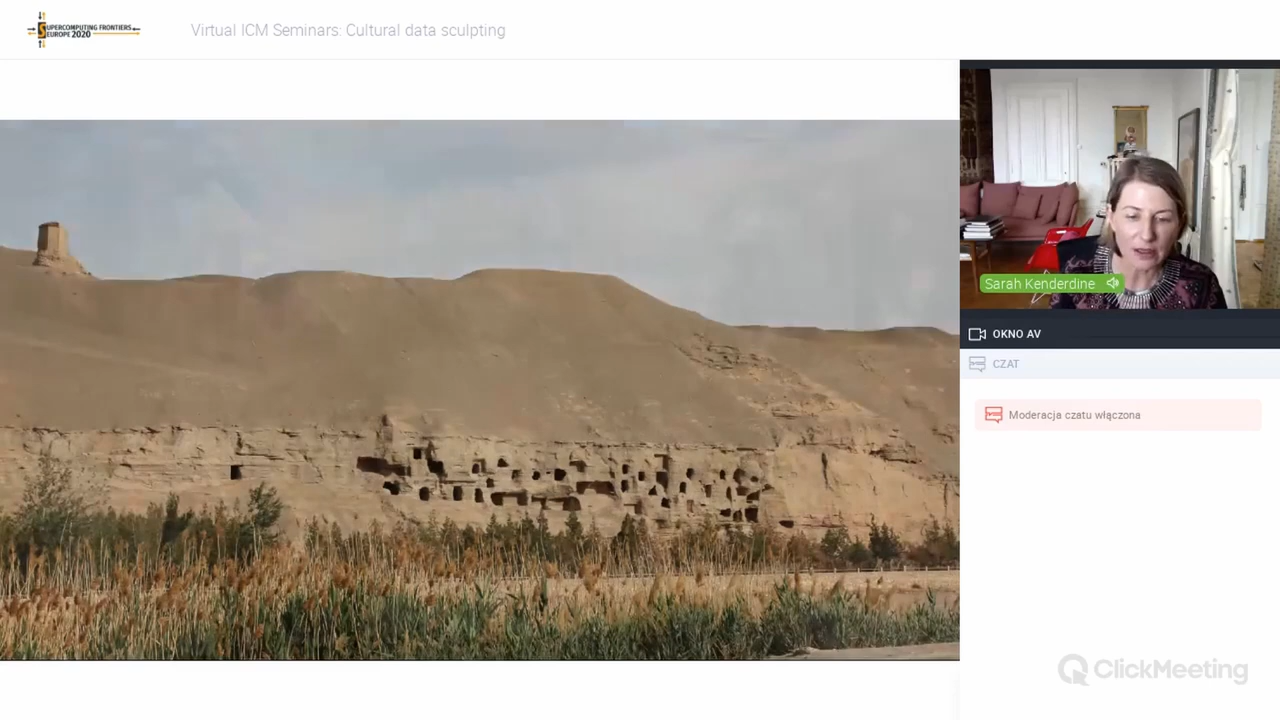 SUPERCOMPUTING FRONTIERS
EUROPE 2020
Virtual ICM Seminars: Cultural data sculpting
Sarah Kenderdine
OKNO AV
CZAT
Moderacja czatu włączona
ClickMeeting